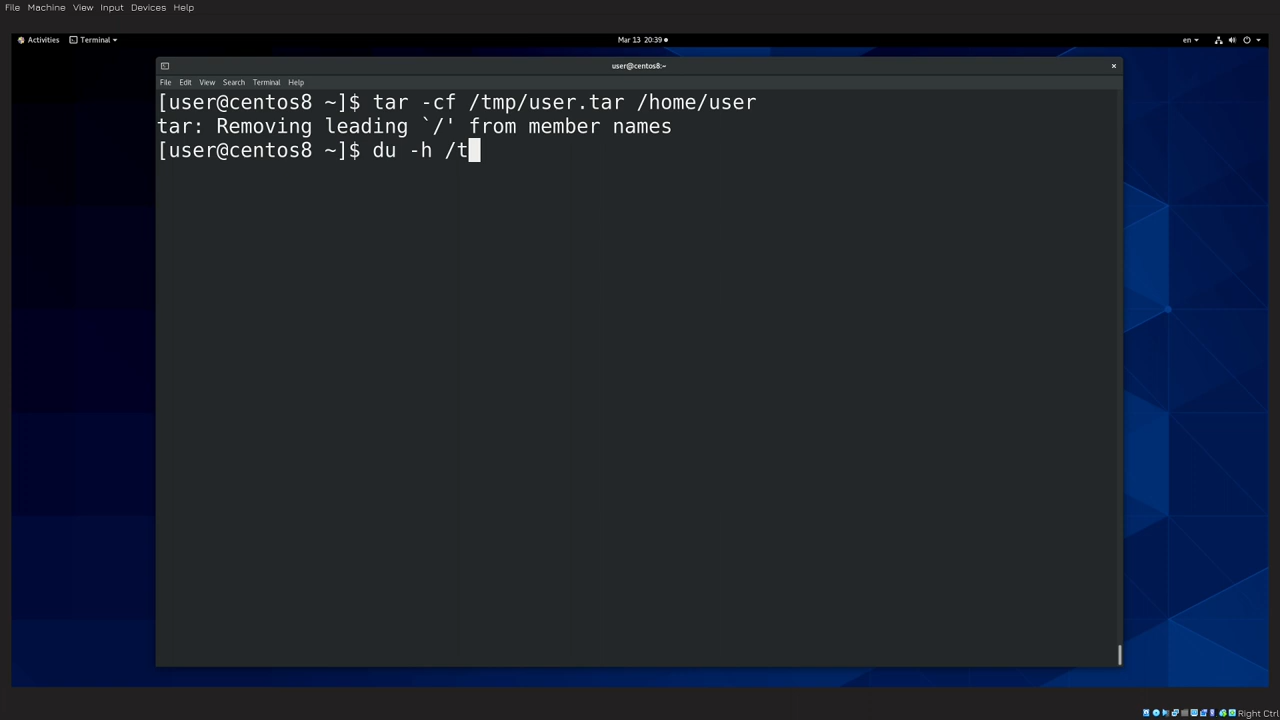 File Machine View Input Devices Help
Activities Terminal Mar 13 20:39 en
user@centos8:~
File Edit View Search Terminal Help
[user@centos8 ~]$ tar -cf /tmp/user.tar /home/user
tar: Removing leading `/' from member names
[user@centos8 ~]$ du -h /t
Right Ctrl